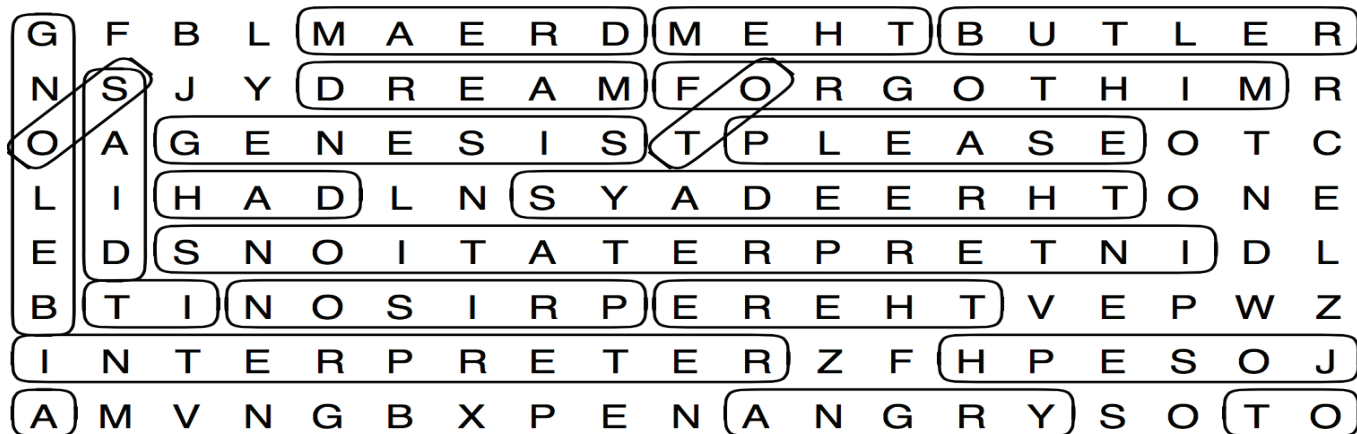 G F B L M A E R D M E H T B U T L E R
N S J Y D R E A M F O R G O T H I M R
O A G E N E S I S T P L E A S E O T C
L I H A D L N S Y A D E E R H T O N E
E D S N O I T A T E R P R E T N I D L
B T I N O S I R P E R E H T V E P W Z
I N T E R P R E T E R Z F H P E S O J
A M V N G B X P E N A N G R Y S O T O